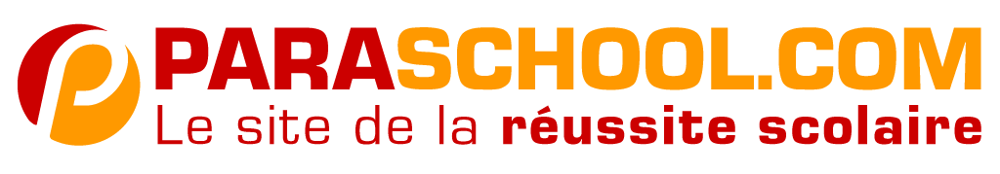 PARASCHOOL.COM
Le site de la réussite scolaire